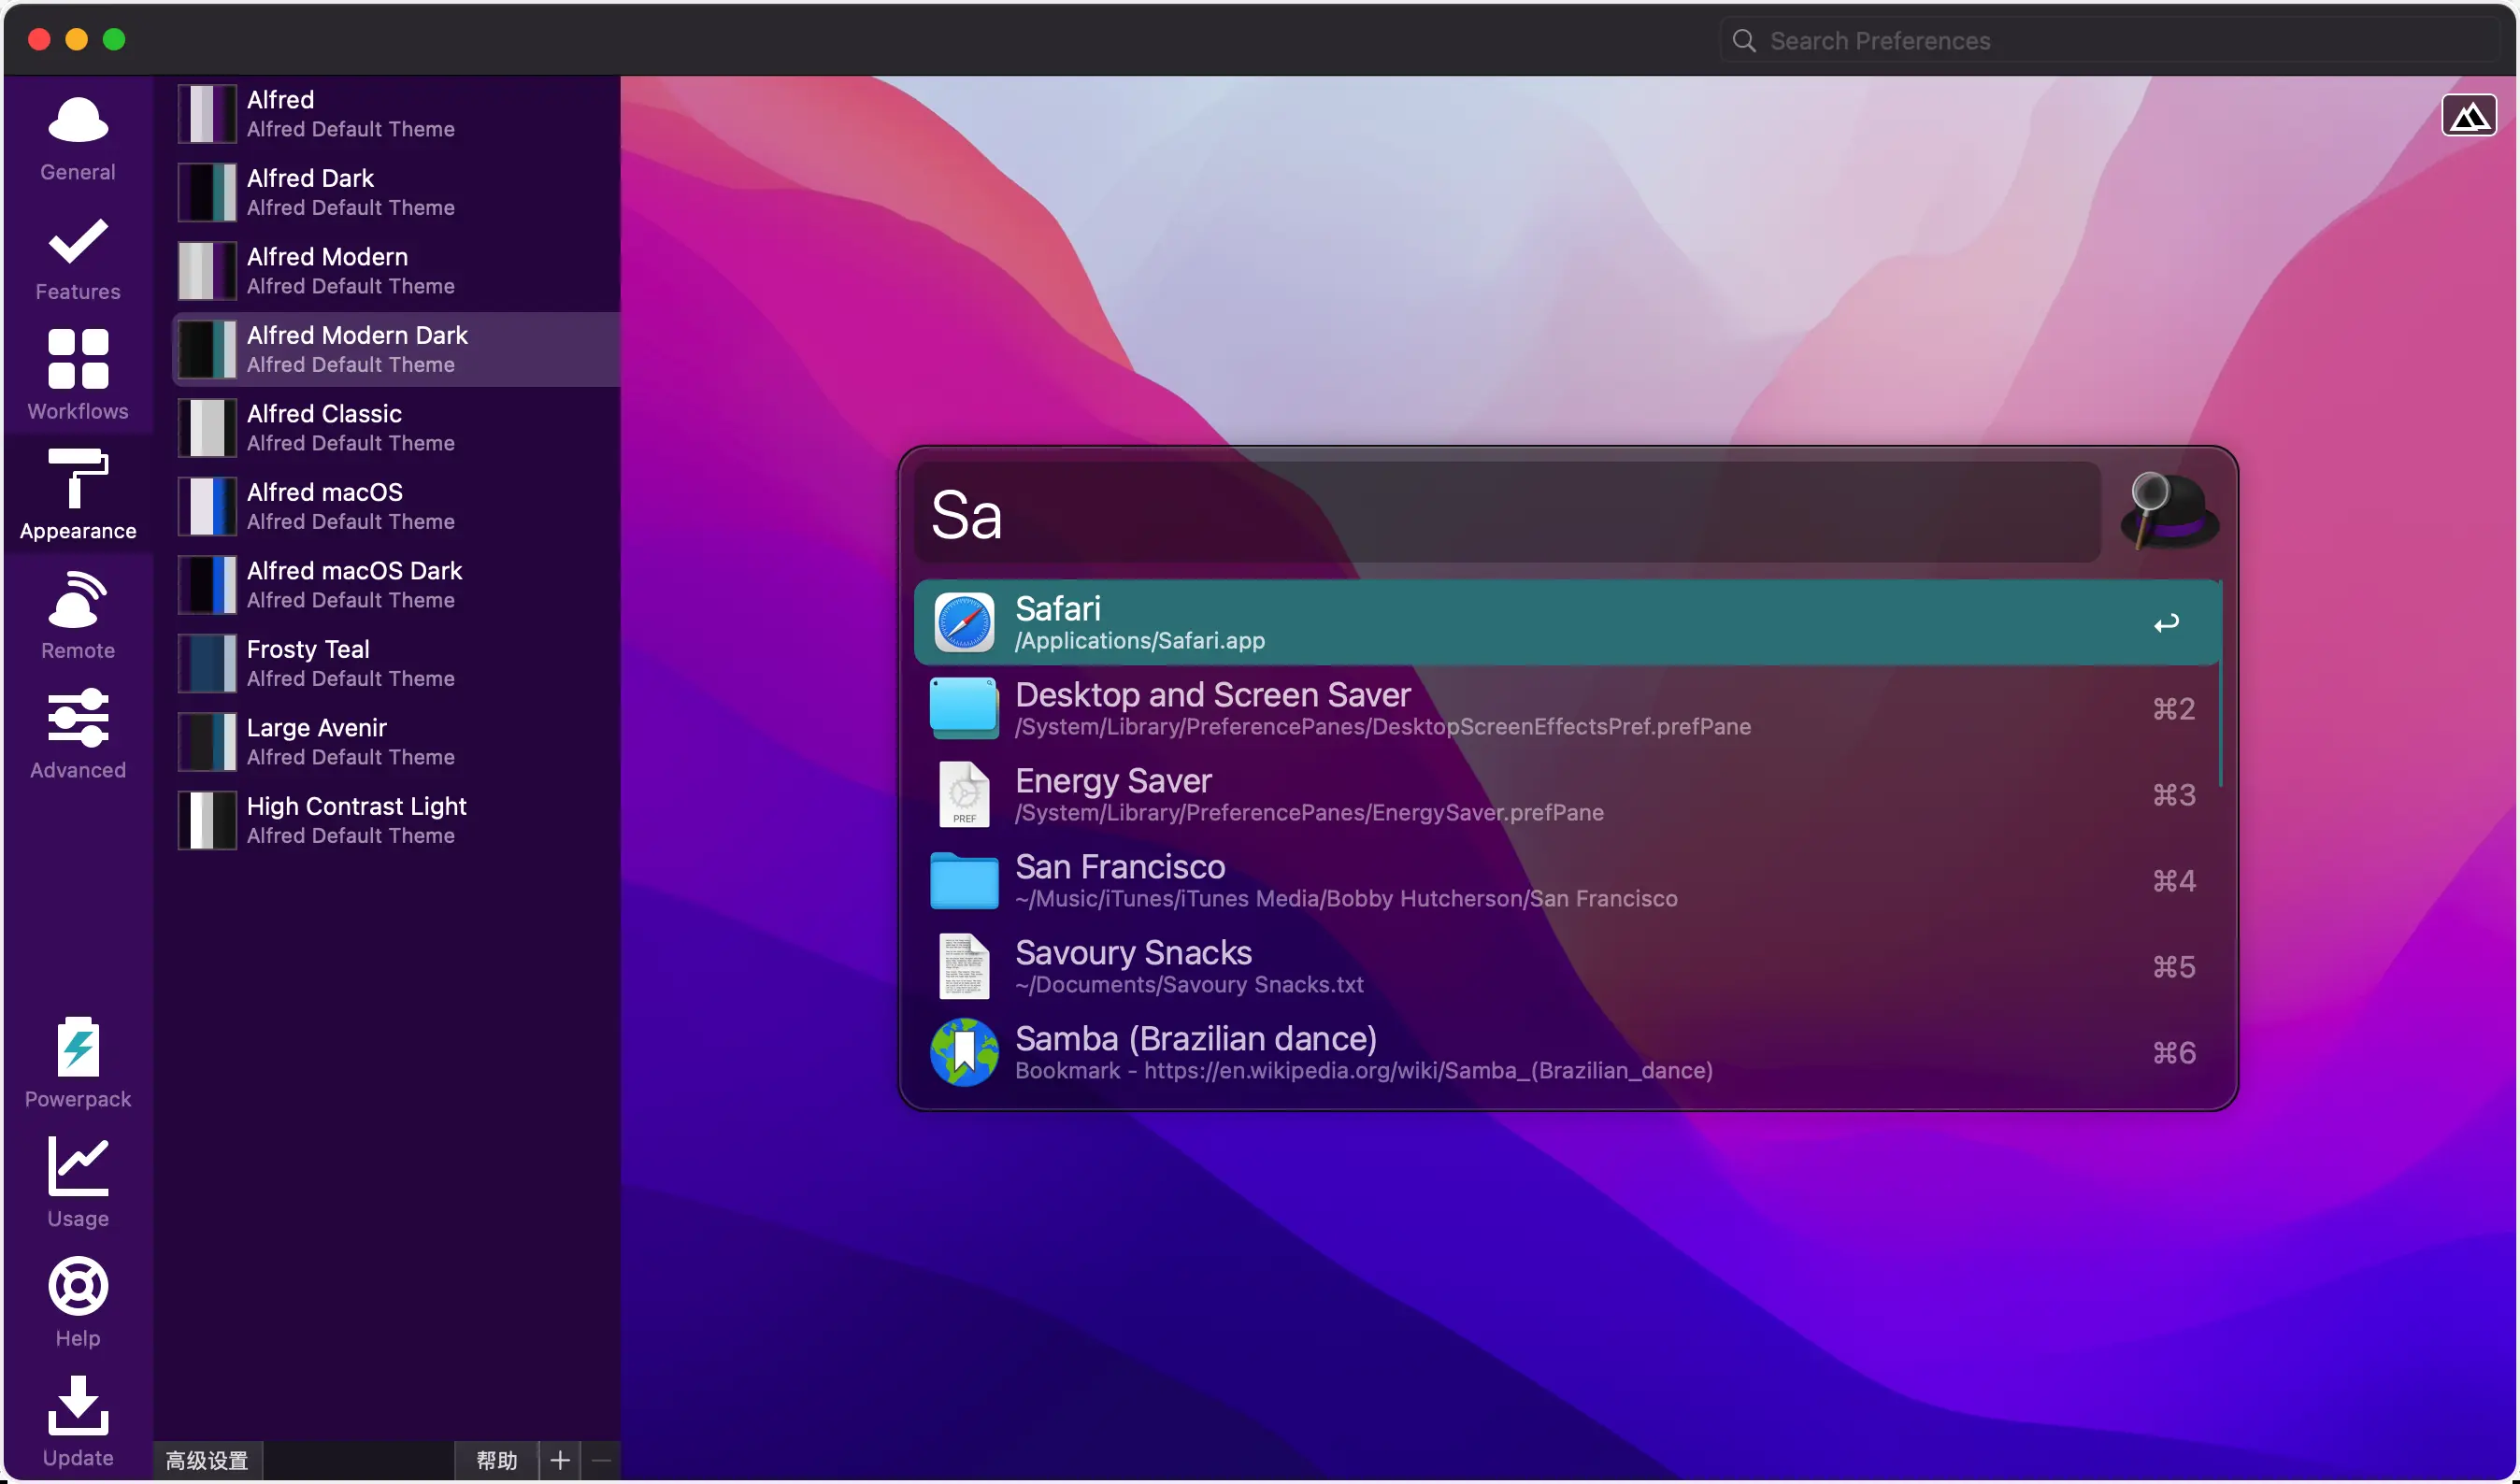 Search Preferences
General
Features
Workflows
Appearance
Remote
Advanced
Powerpack
Usage
Help
Update
Alfred
Alfred Default Theme
Alfred Dark
Alfred Default Theme
Alfred Modern
Alfred Default Theme
Alfred Modern Dark
Alfred Default Theme
Alfred Classic
Alfred Default Theme
Alfred macOS
Alfred Default Theme
Alfred macOS Dark
Alfred Default Theme
Frosty Teal
Alfred Default Theme
Large Avenir
Alfred Default Theme
High Contrast Light
Alfred Default Theme
高级设置
帮助
Sa
Safari
/Applications/Safari.app
Desktop and Screen Saver
/System/Library/PreferencePanes/DesktopScreenEffectsPref.prefPane
⌘2
Energy Saver
/System/Library/PreferencePanes/EnergySaver.prefPane
⌘3
PREF
San Francisco
~/Music/iTunes/iTunes Media/Bobby Hutcherson/San Francisco
⌘4
Savoury Snacks
~/Documents/Savoury Snacks.txt
⌘5
Samba (Brazilian dance)
Bookmark - https://en.wikipedia.org/wiki/Samba_(Brazilian_dance)
⌘6